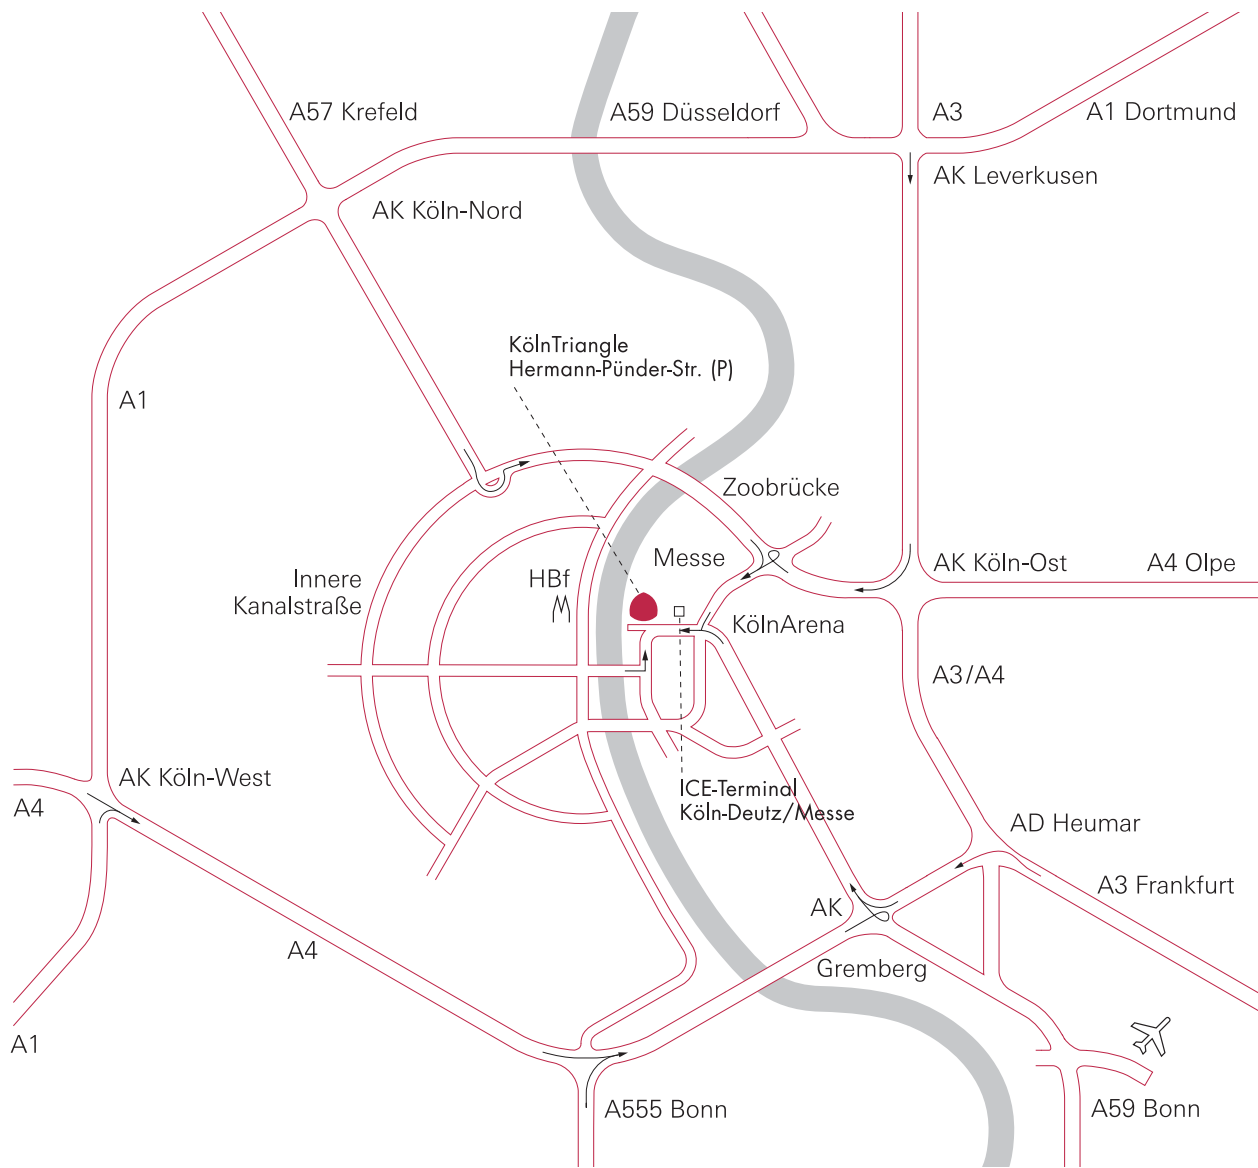 A57 Krefeld
A59 Düsseldorf
A3
A1 Dortmund
AK Leverkusen
AK Köln-Nord
KölnTriangle
Hermann-Pünder-Str. (P)
A1
Zoobrücke
Messe
AK Köln-Ost
A4 Olpe
Innere
Kanalstraße
HBf
KölnArena
A3/A4
AK Köln-West
A4
ICE-Terminal
Köln-Deutz/Messe
AD Heumar
A3 Frankfurt
AK
Gremberg
A4
A1
A555 Bonn
A59 Bonn